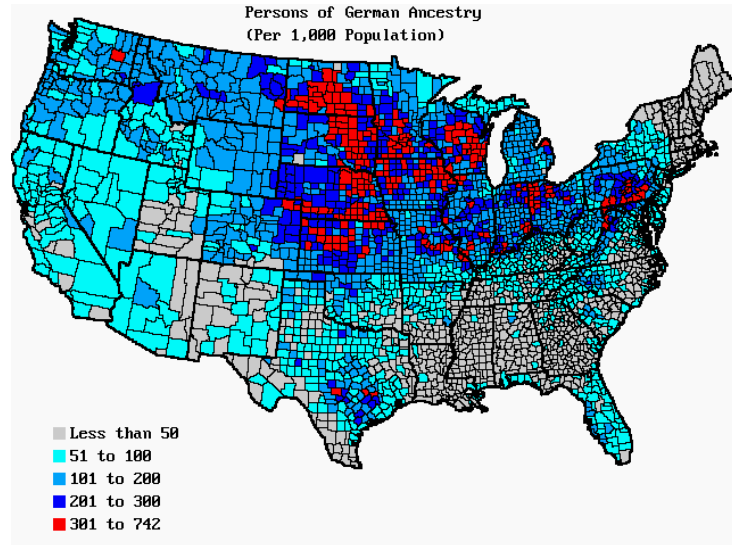 Persons of German Ancestry
(Per 1,000 Population)
Less than 50
51 to 100
101 to 200
201 to 300
301 to 742